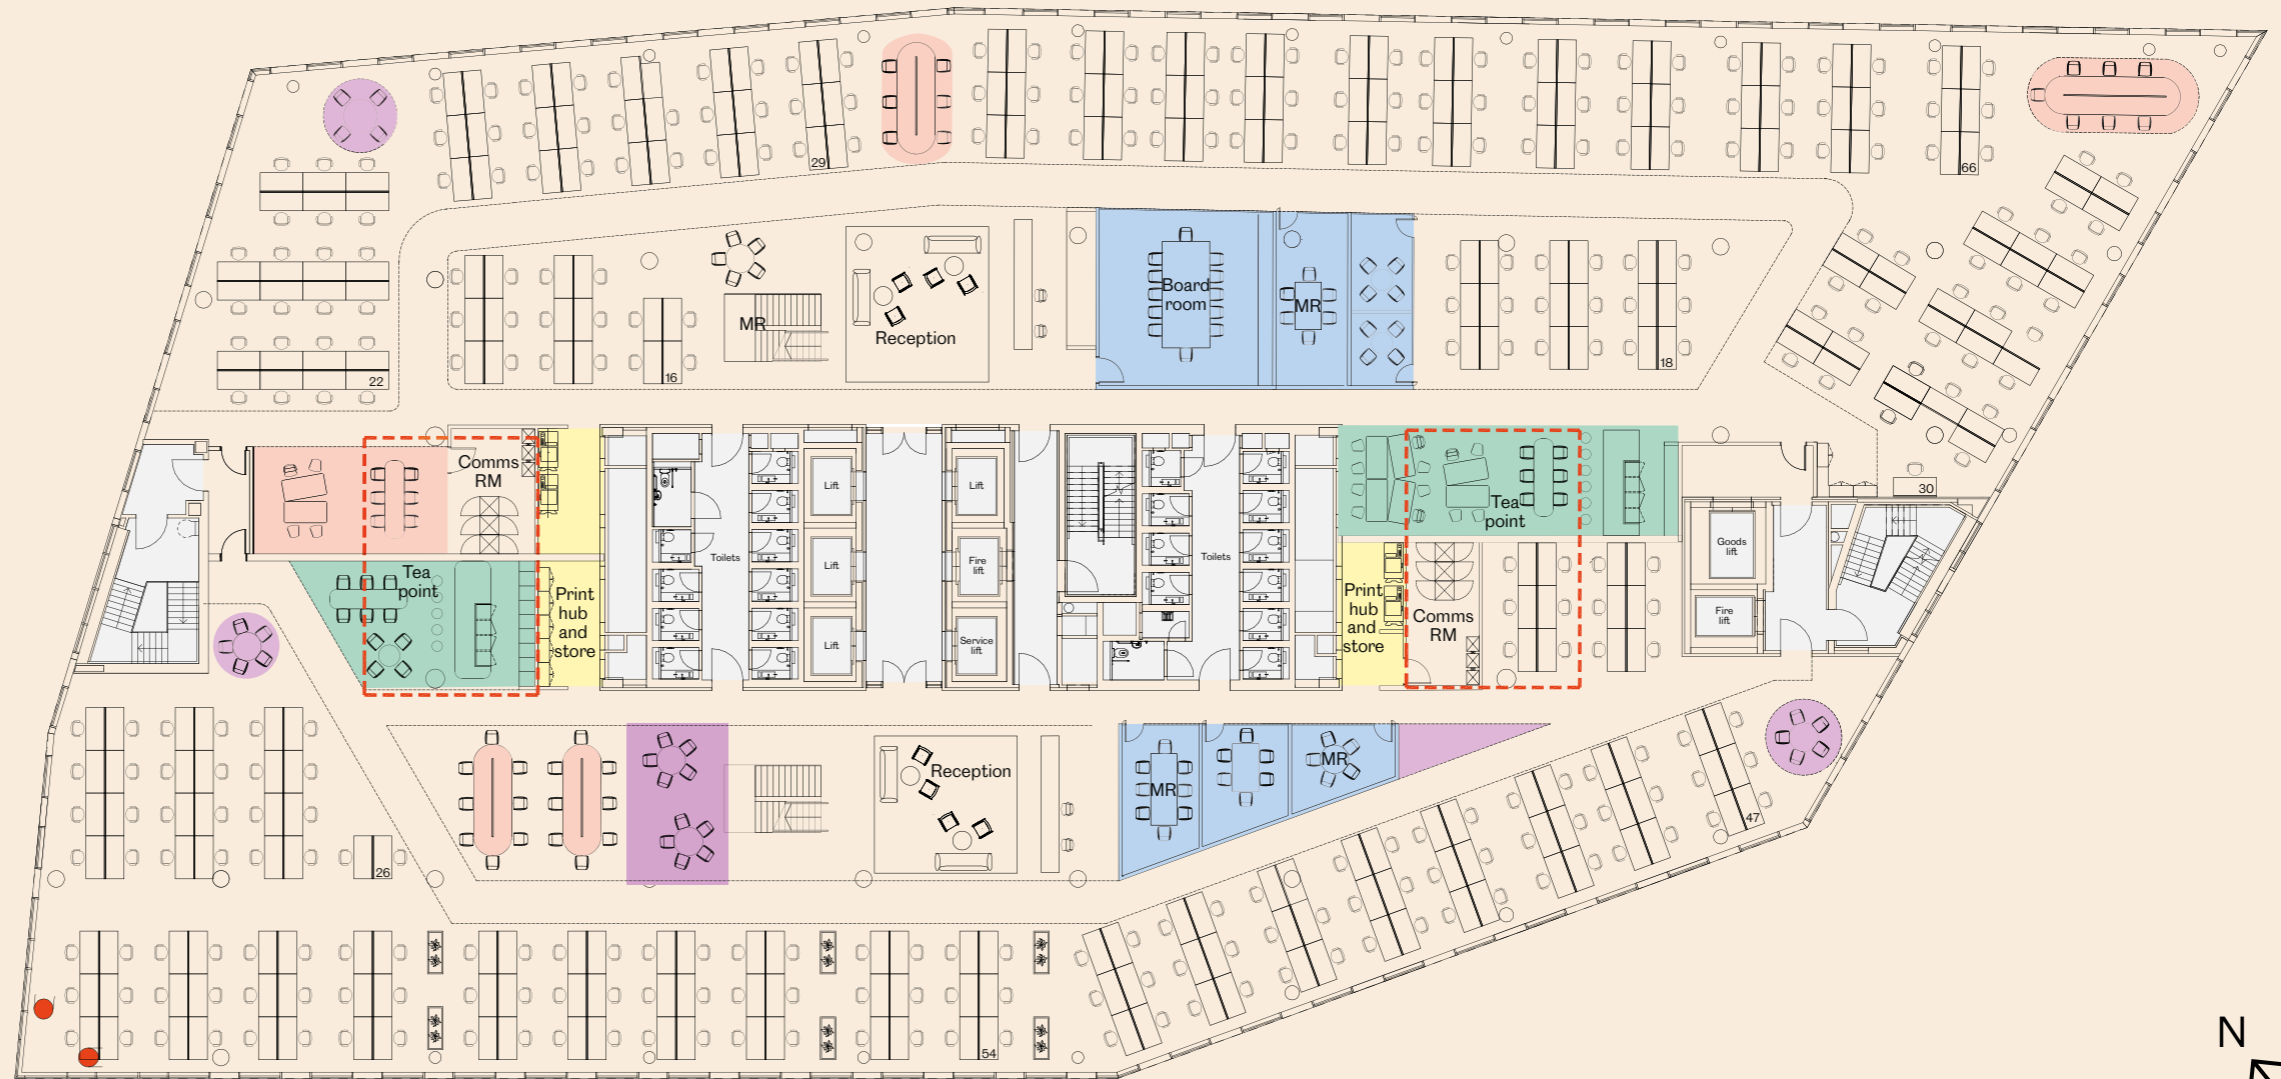 29
66
22
16
MR
Reception
Board
room
MR
18
Comms
RM
Lift
Lift
Tea
point
30
Tea
point
Toilets
Lift
Fire
lift
Toilets
Goods
lift
Print
hub
and
store
Print
hub
and
store
Comms
RM
Fire
lift
Lift
Service
lift
Reception
MR
MR
47
26
54
N